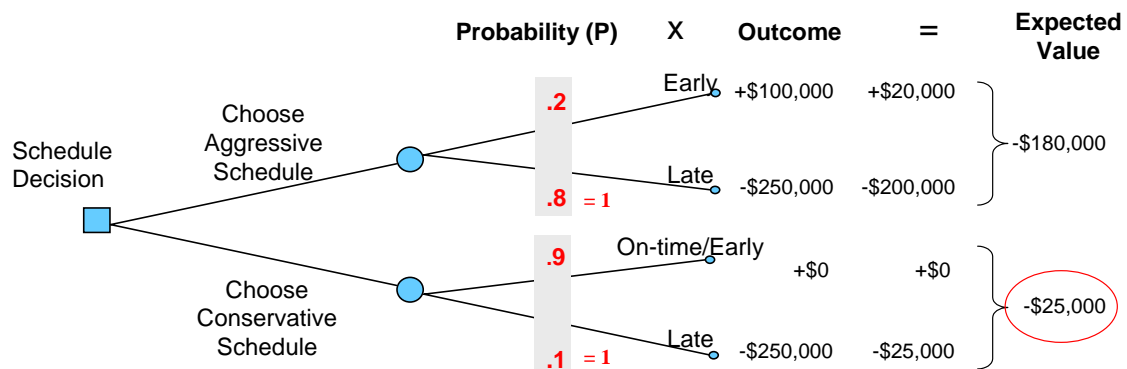 Probability (P) X Outcome = Expected Value
Schedule Decision
Choose Aggressive Schedule
.2 Early +$100,000 +$20,000
-$180,000
.8 = 1 Late -$250,000 -$200,000
Choose Conservative Schedule
.9 On-time/Early +$0 +$0
-$25,000
.1 = 1 Late -$250,000 -$25,000